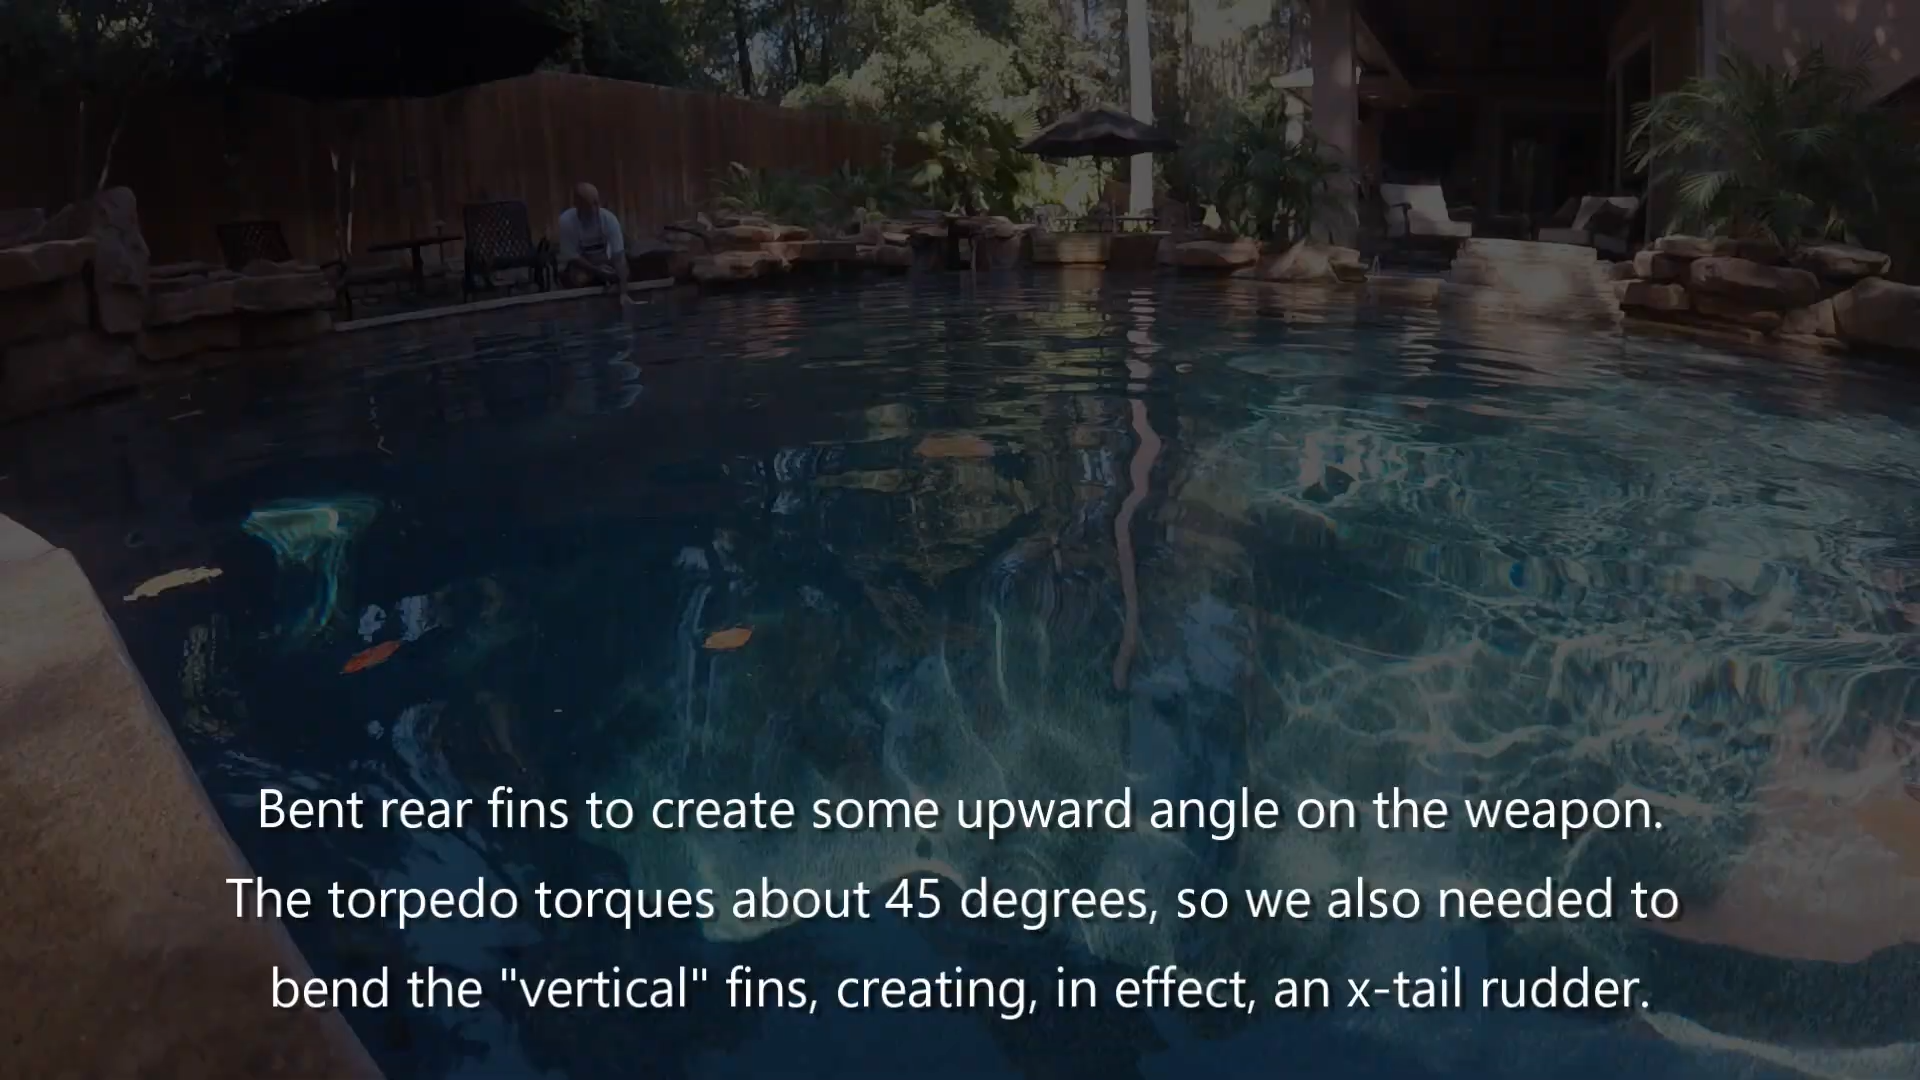 Bent rear fins to create some upward angle on the weapon.
The torpedo torques about 45 degrees, so we also needed to
bend the "vertical" fins, creating, in effect, an x-tail rudder.